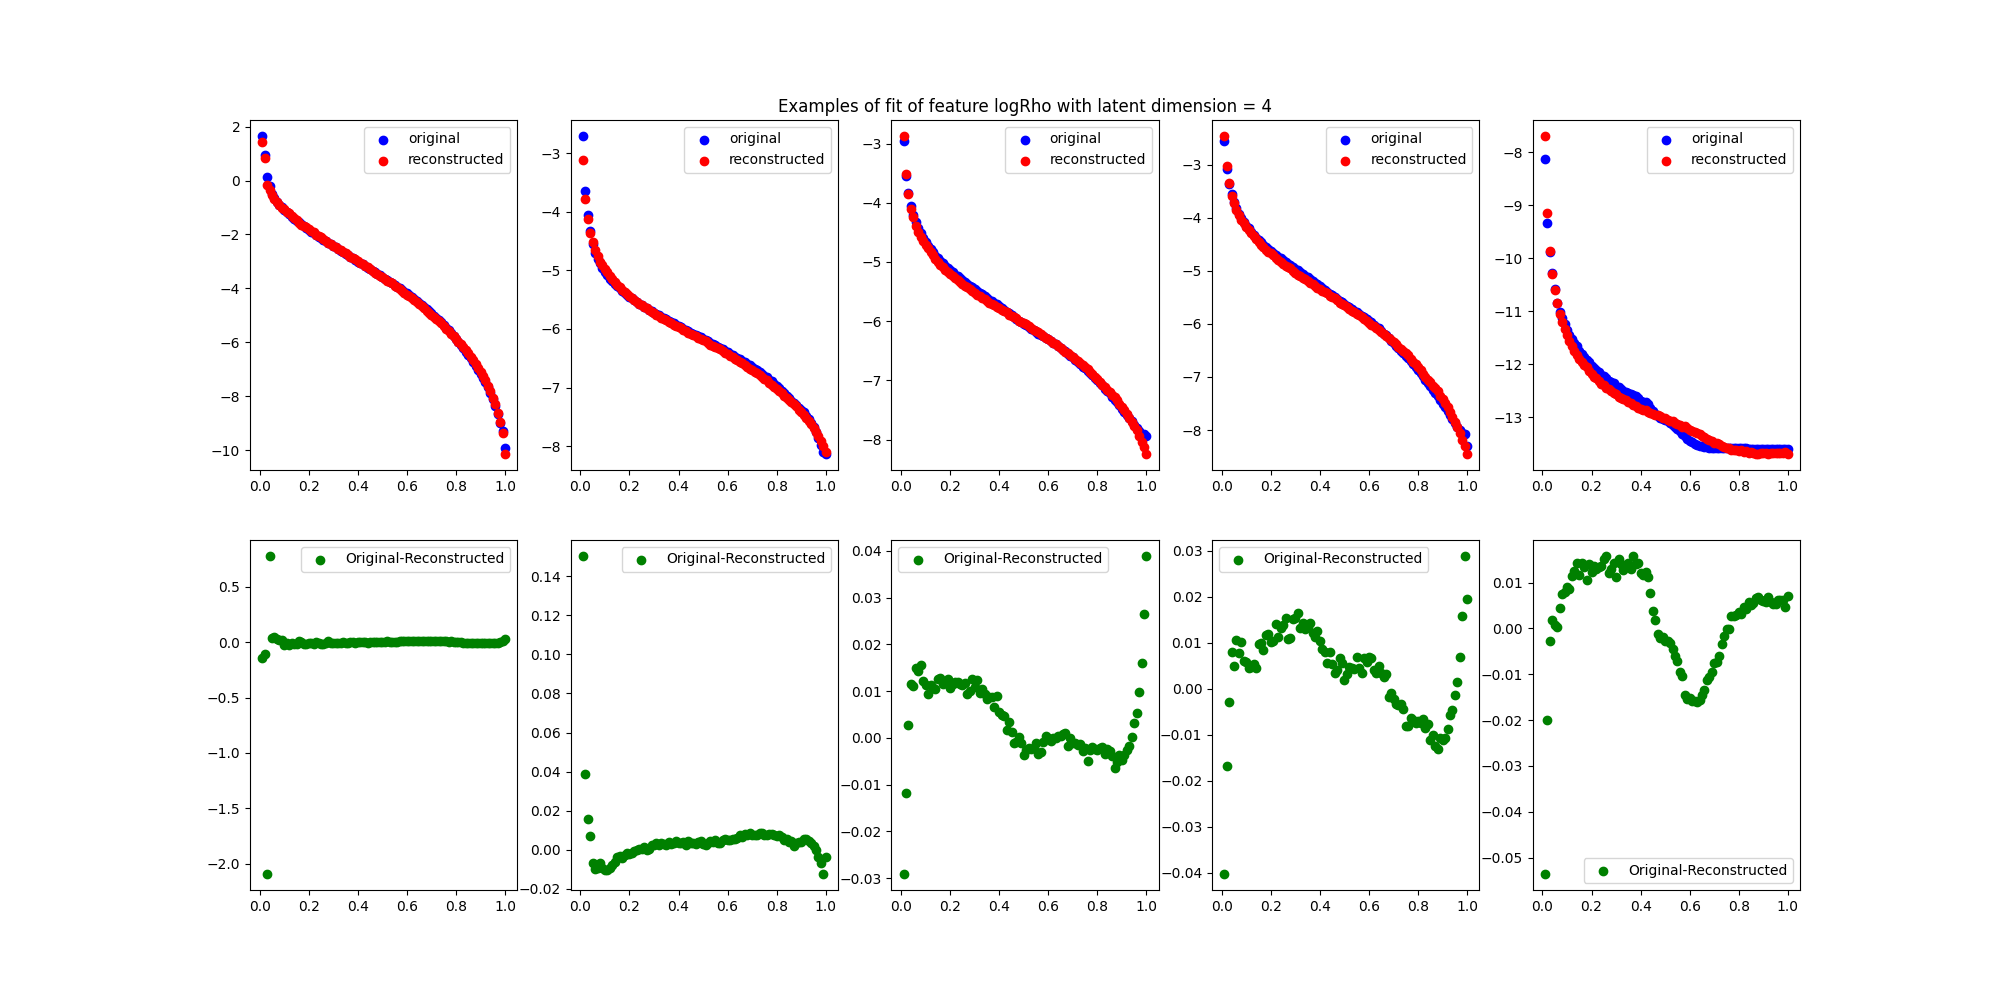 Examples of fit of feature logRho with latent dimension = 4
original
reconstructed
2
0
−2
−4
−6
−8
−10
0.0 0.2 0.4 0.6 0.8 1.0
original
reconstructed
−3
−4
−5
−6
−7
−8
0.0 0.2 0.4 0.6 0.8 1.0
original
reconstructed
−3
−4
−5
−6
−7
−8
0.0 0.2 0.4 0.6 0.8 1.0
original
reconstructed
−3
−4
−5
−6
−7
−8
0.0 0.2 0.4 0.6 0.8 1.0
original
reconstructed
−8
−9
−10
−11
−12
−13
0.0 0.2 0.4 0.6 0.8 1.0
Original-Reconstructed
0.5
0.0
−0.5
−1.0
−1.5
−2.0
0.0 0.2 0.4 0.6 0.8 1.0
Original-Reconstructed
0.14
0.12
0.10
0.08
0.06
0.04
0.02
0.00
−0.02
0.0 0.2 0.4 0.6 0.8 1.0
Original-Reconstructed
0.04
0.03
0.02
0.01
0.00
−0.01
−0.02
−0.03
0.0 0.2 0.4 0.6 0.8 1.0
Original-Reconstructed
0.03
0.02
0.01
0.00
−0.01
−0.02
−0.03
−0.04
0.0 0.2 0.4 0.6 0.8 1.0
0.01
0.00
−0.01
−0.02
−0.03
−0.04
−0.05
Original-Reconstructed
0.0 0.2 0.4 0.6 0.8 1.0